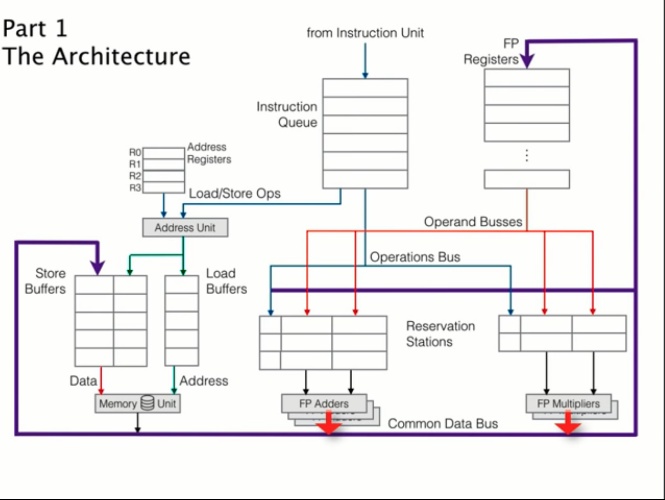 Part 1
The Architecture
from Instruction Unit
FP
Registers
Instruction
Queue
R0
R1
R2
R3
Address
Registers
Load/Store Ops
Address Unit
Operand Busses
Operations Bus
Store
Buffers
Load
Buffers
Reservation
Stations
Data
Address
Memory Unit
FP Adders
FP Multipliers
Common Data Bus